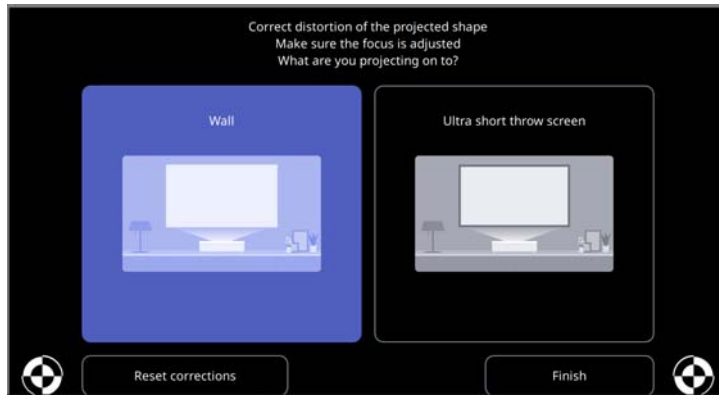 Correct distortion of the projected shape
Make sure the focus is adjusted
What are you projecting on to?
Wall
Ultra short throw screen
Reset corrections
Finish